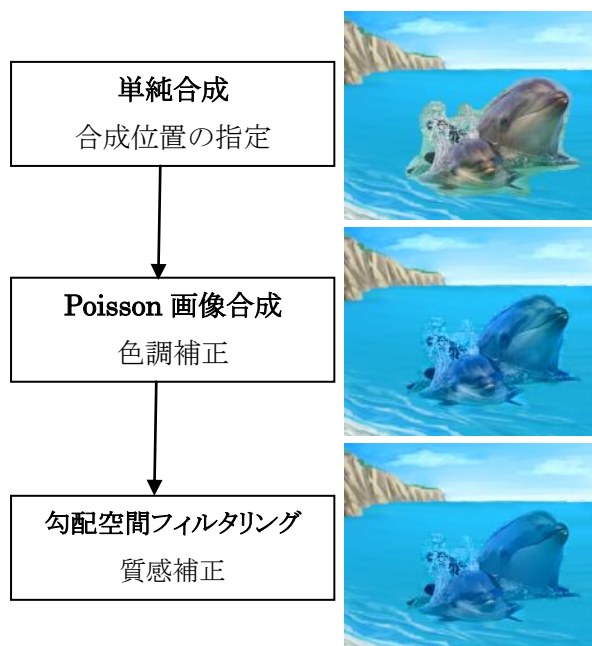 単純合成
合成位置の指定
Poisson 画像合成
色調補正
勾配空間フィルタリング
質感補正